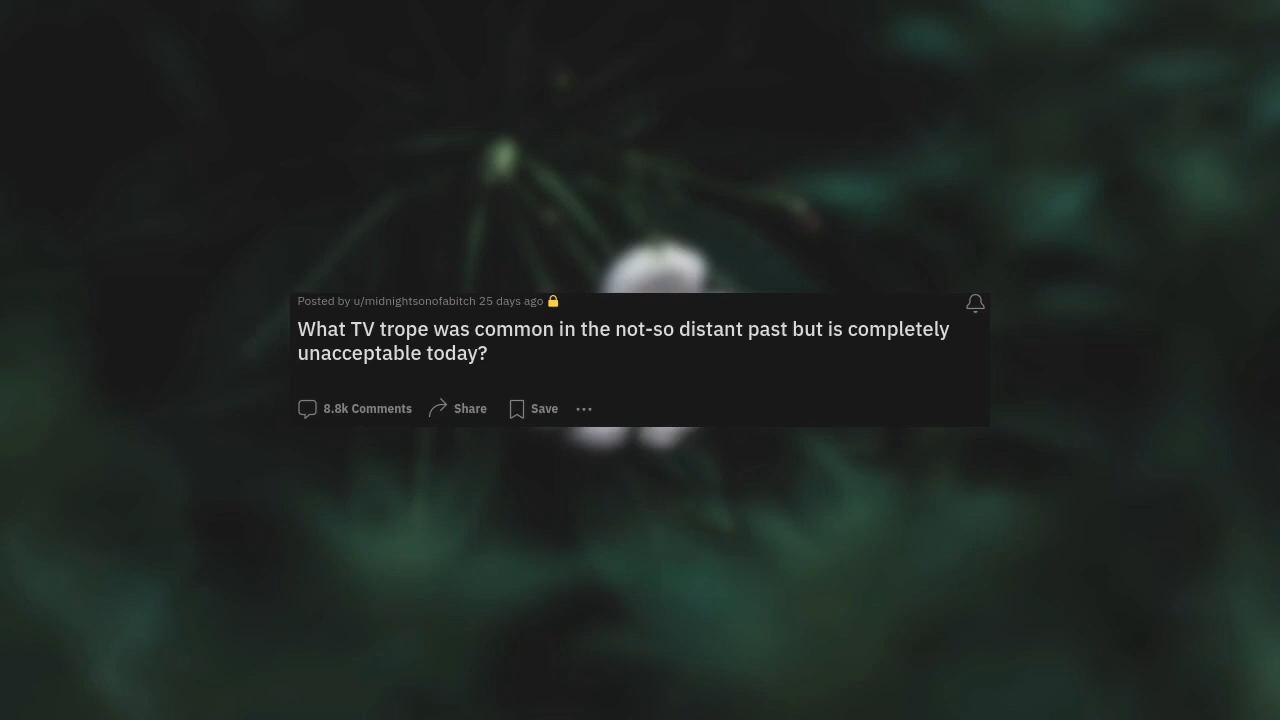 Posted by u/midnightsonofabitch 25 days ago 🔒
What TV trope was common in the not-so distant past but is completely
unacceptable today?
8.8k Comments Share Save ...